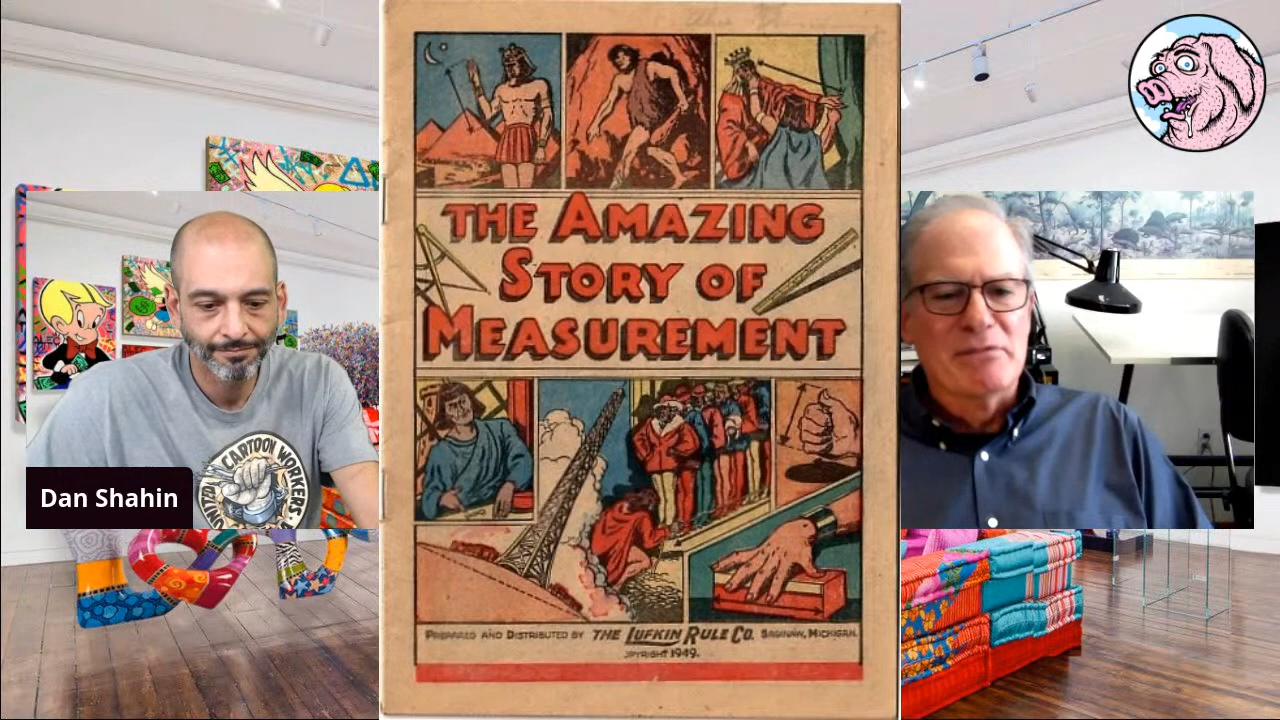 THE AMAZING
STORY OF
MEASUREMENT
PREPARED AND DISTRIBUTED BY THE LUFKIN RULE CO. SAGINAW, MICHIGAN.
1949.
Dan Shahin
UNITED CARTOON WORKERS